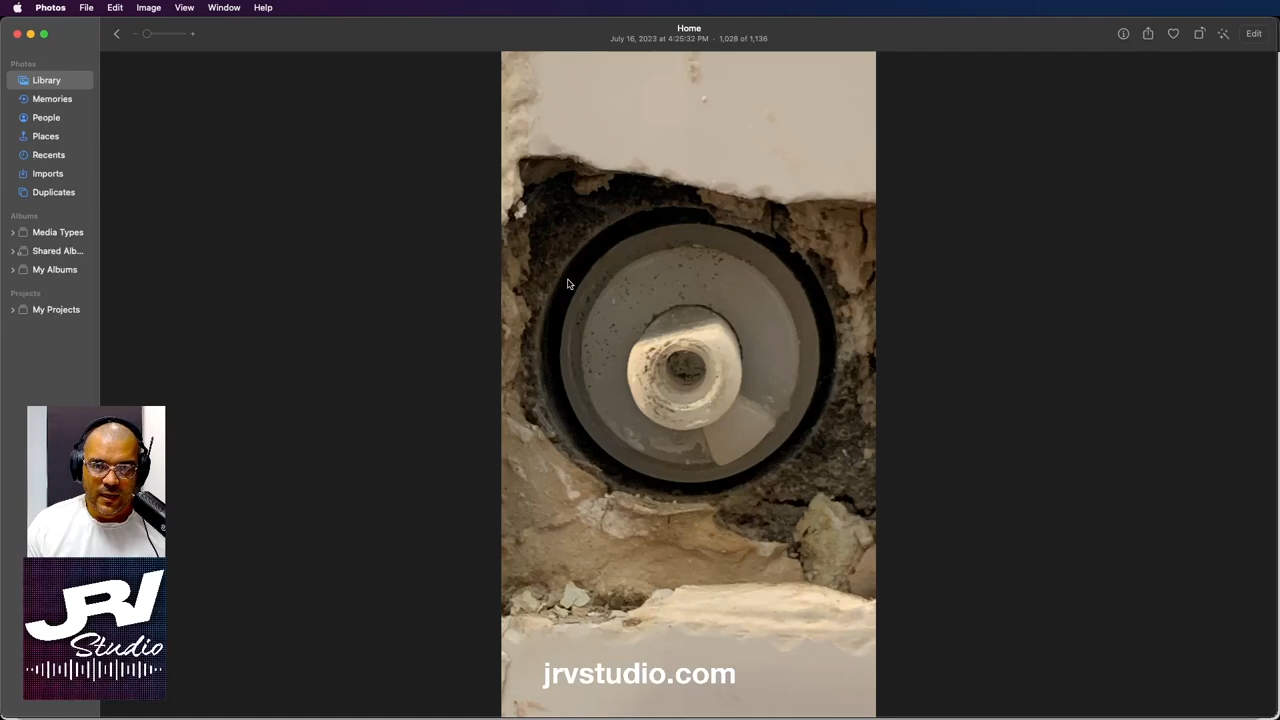 Photos File Edit Image View Window Help
Home
July 16, 2023 at 4:25:32 PM - 1,028 of 1,136
Edit
Photos
Library
Memories
People
Places
Recents
Imports
Duplicates
Albums
Media Types
Shared Alb...
My Albums
Projects
My Projects
JRV
Studio
jrvstudio.com